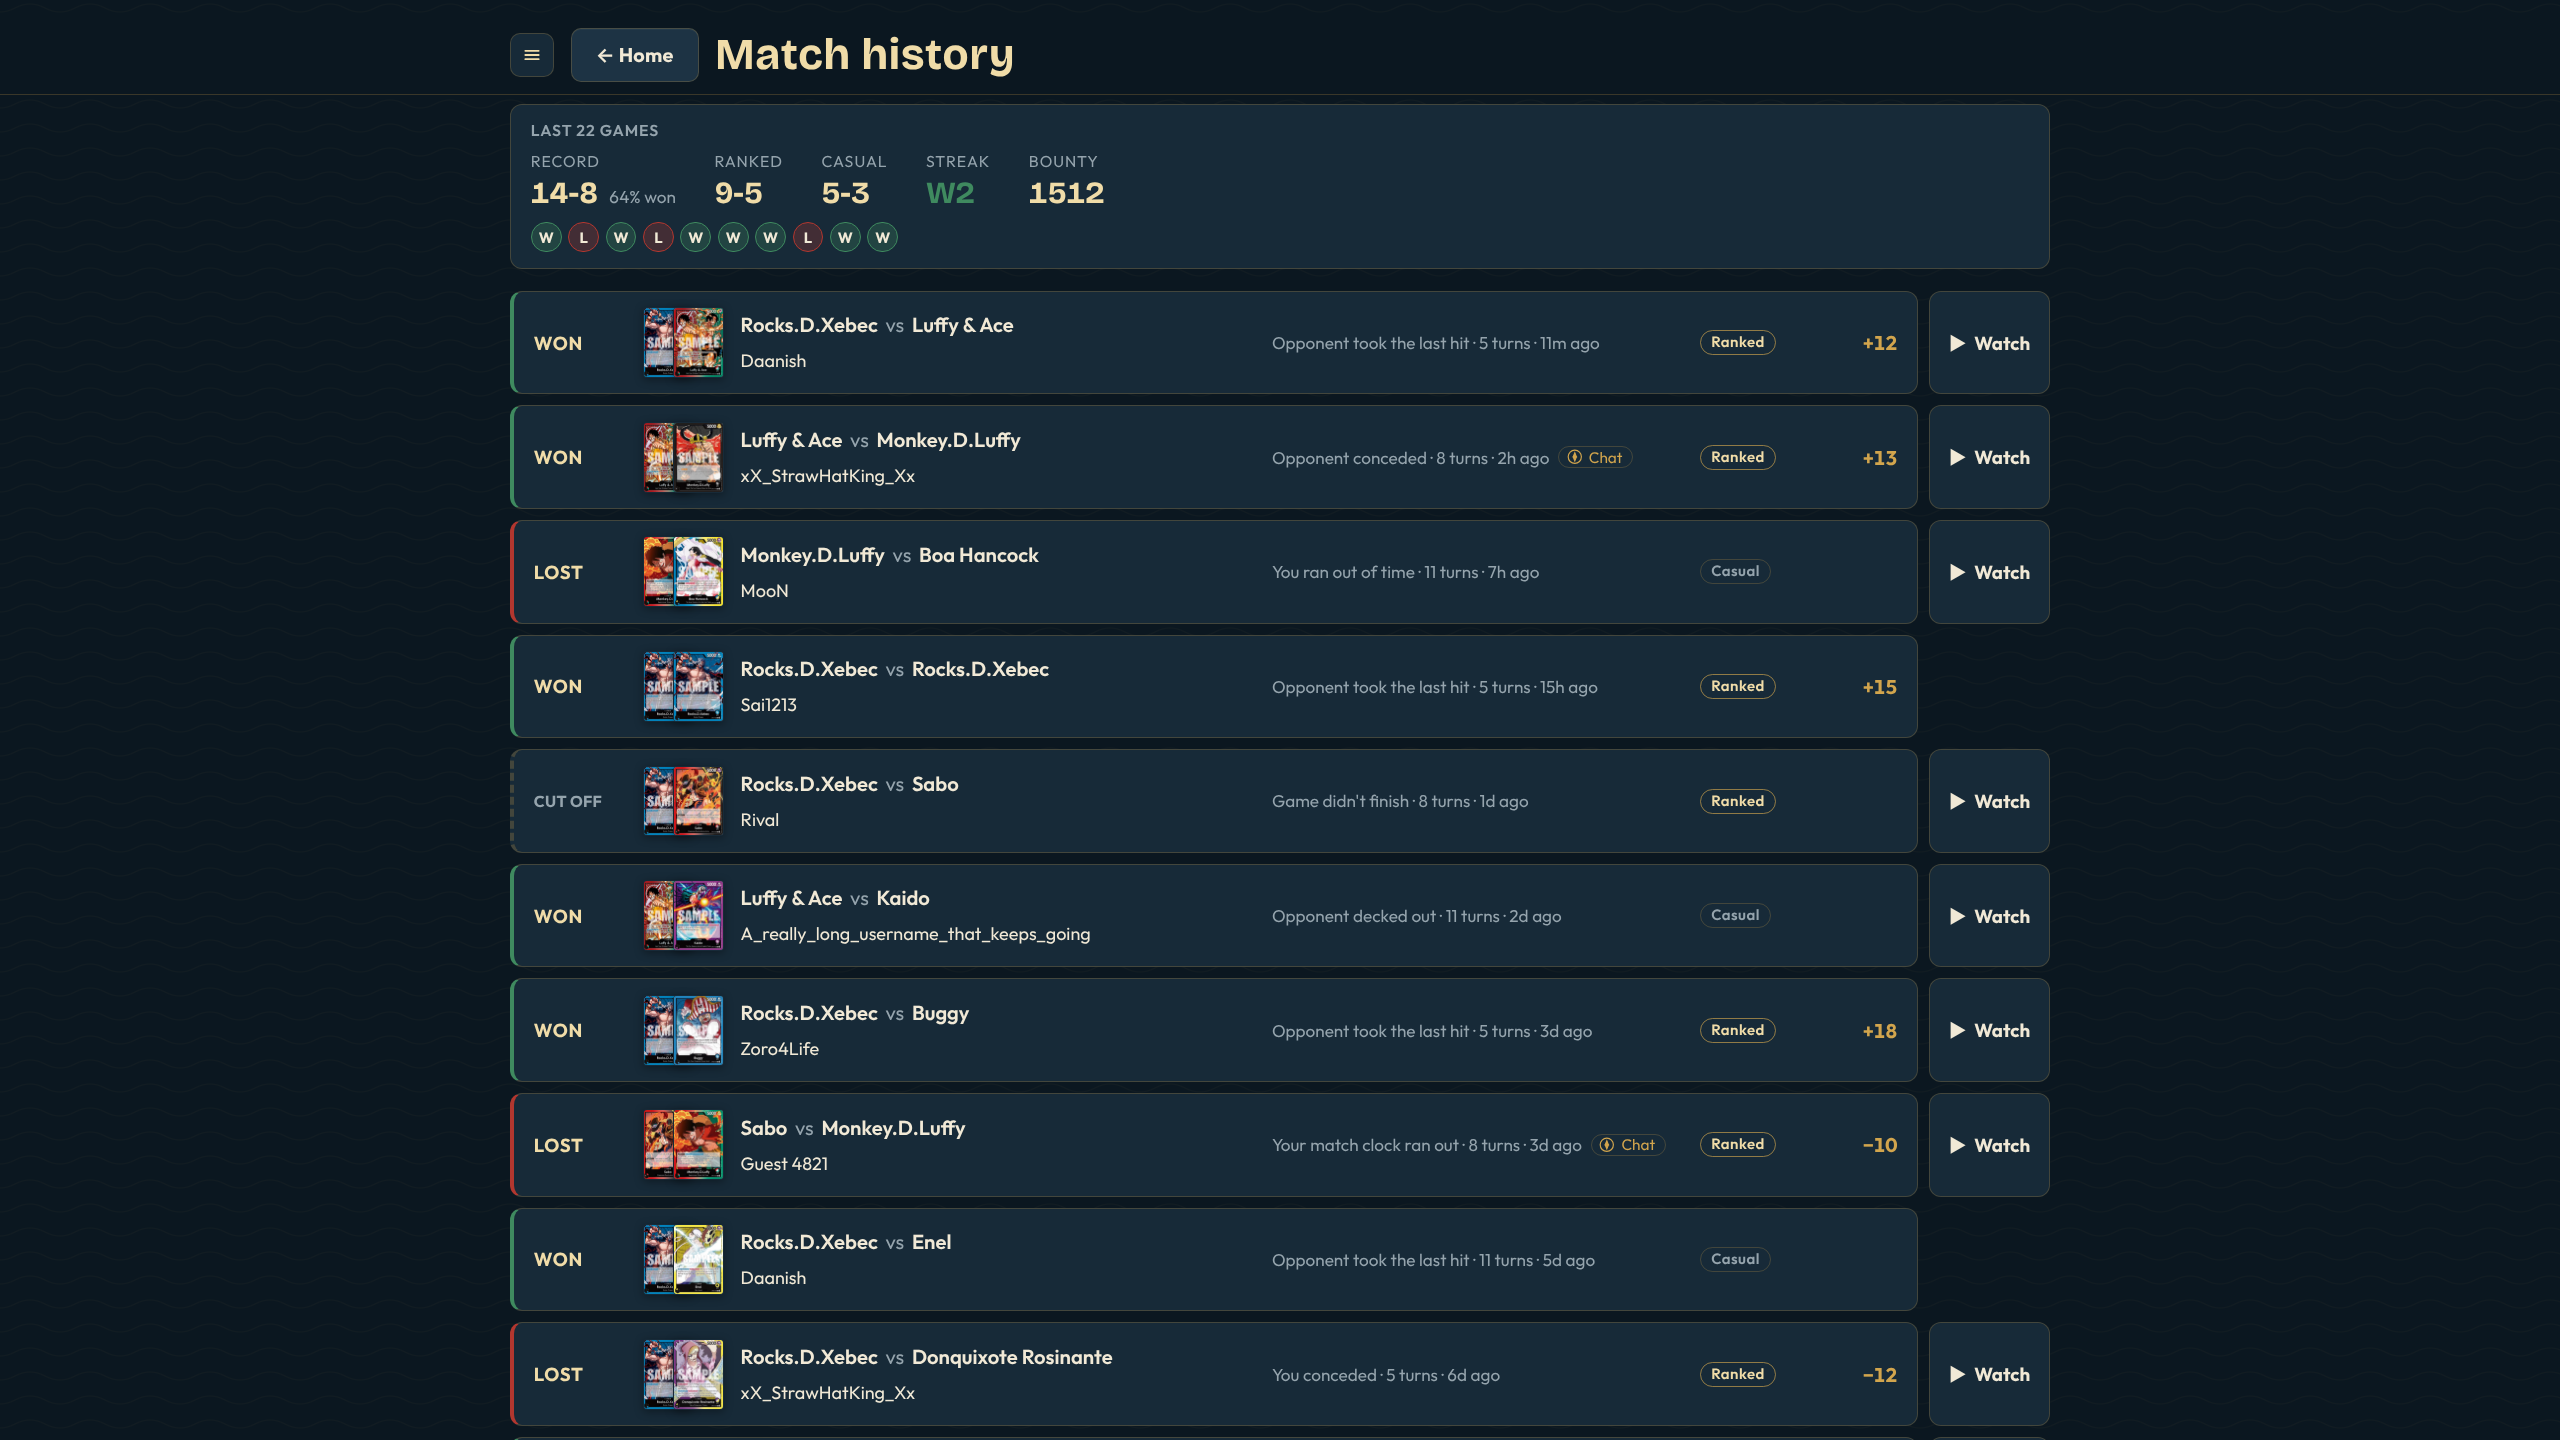 ← Home Match history
LAST 22 GAMES
RECORD RANKED CASUAL STREAK BOUNTY
14-8 64% won 9-5 5-3 W2 1512
W L W L W W W L W W
WON
SAMPLE
Rocks.D.Xebec vs Luffy & Ace
Daanish
Opponent took the last hit · 5 turns · 11m ago
Ranked
+12
Watch
WON
SAMPLE
Luffy & Ace vs Monkey.D.Luffy
xX_StrawHatKing_Xx
Opponent conceded · 8 turns · 2h ago
Chat
Ranked
+13
Watch
LOST
Monkey.D.Luffy vs Boa Hancock
MooN
You ran out of time · 11 turns · 7h ago
Casual
Watch
WON
SAMPLE
Rocks.D.Xebec vs Rocks.D.Xebec
Sai1213
Opponent took the last hit · 5 turns · 15h ago
Ranked
+15
CUT OFF
Rocks.D.Xebec vs Sabo
Rival
Game didn't finish · 8 turns · 1d ago
Ranked
Watch
WON
SAMPLE
Luffy & Ace vs Kaido
A_really_long_username_that_keeps_going
Opponent decked out · 11 turns · 2d ago
Casual
Watch
WON
SAMPLE
Rocks.D.Xebec vs Buggy
Zoro4Life
Opponent took the last hit · 5 turns · 3d ago
Ranked
+18
Watch
LOST
Sabo vs Monkey.D.Luffy
Guest 4821
Your match clock ran out · 8 turns · 3d ago
Chat
Ranked
−10
Watch
WON
Rocks.D.Xebec vs Enel
Daanish
Opponent took the last hit · 11 turns · 5d ago
Casual
LOST
SAMPLE
Rocks.D.Xebec vs Donquixote Rosinante
xX_StrawHatKing_Xx
You conceded · 5 turns · 6d ago
Ranked
−12
Watch